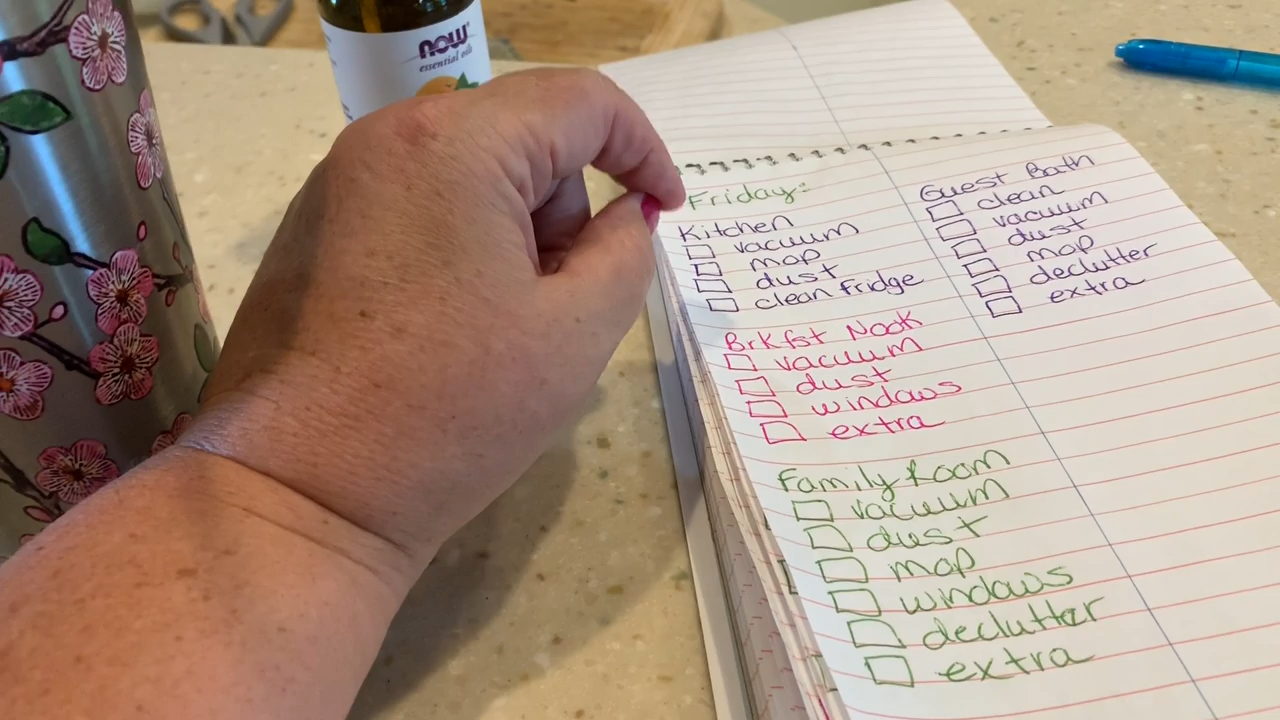 now
essential oils
Friday:
Kitchen
vacuum
mop
dust
clean fridge
Brkfst Nook
vacuum
dust
windows
extra
Family Room
vacuum
dust
mop
windows
declutter
extra
Guest Bath
clean
vacuum
dust
mop
declutter
extra